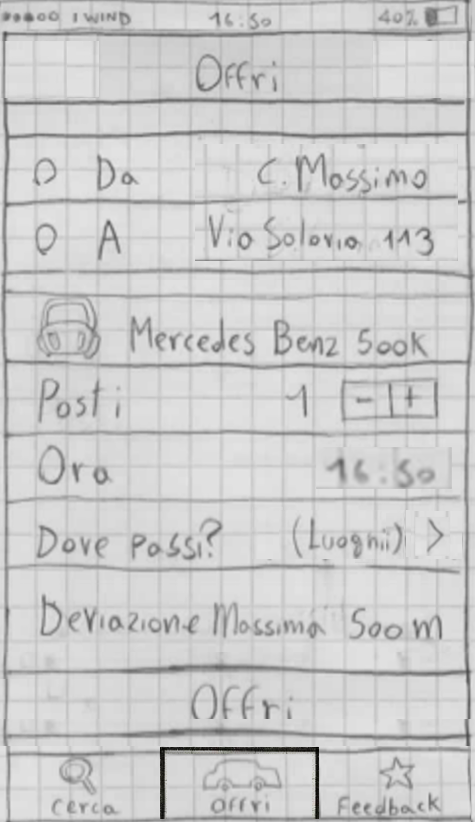 I WIND 16:50 40%
Offri
Da C. Massimo
A Via Salaria 113
Mercedes Benz 500K
Posti 1 - +
Ora 16:50
Dove passi? (Luoghi) >
Deviazione Massima 500 m
Offri
Cerca Offri Feedback